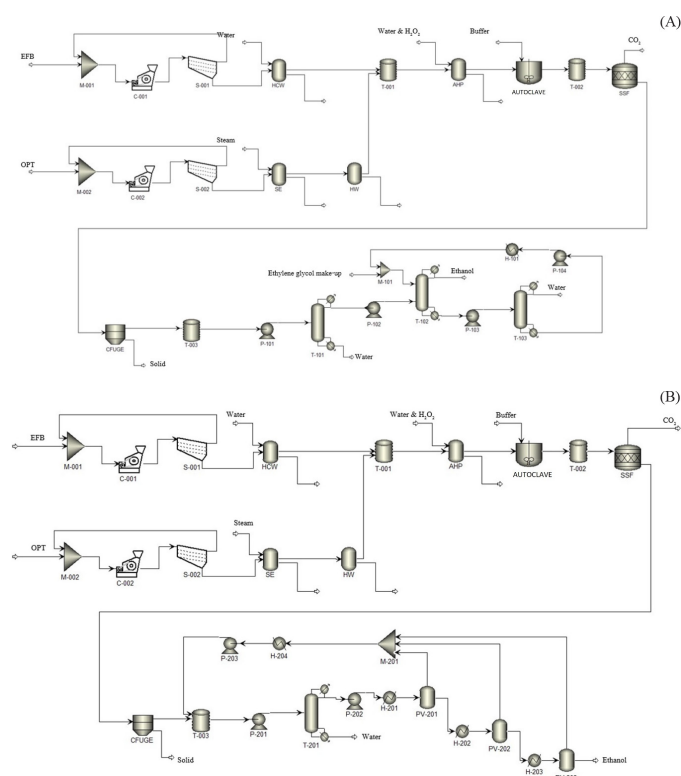 (A)
CO₂
Water
Water & H₂O₂
Buffer
EFB
M-001
C-001
S-001
HCW
T-001
AHP
AUTOCLAVE
T-002
SSF
Steam
OPT
M-002
C-002
S-002
SE
HW
H-101
P-104
Ethylene glycol make-up
M-101
Ethanol
Water
CFUGE
Solid
T-003
P-101
T-101
Water
P-102
T-102
P-103
T-103
(B)
CO₂
Water
Water & H₂O₂
Buffer
EFB
M-001
C-001
S-001
HCW
T-001
AHP
AUTOCLAVE
T-002
SSF
Steam
OPT
M-002
C-002
S-002
SE
HW
P-203
H-204
M-201
CFUGE
Solid
T-003
P-201
T-201
Water
P-202
H-201
PV-201
H-202
PV-202
H-203
Ethanol